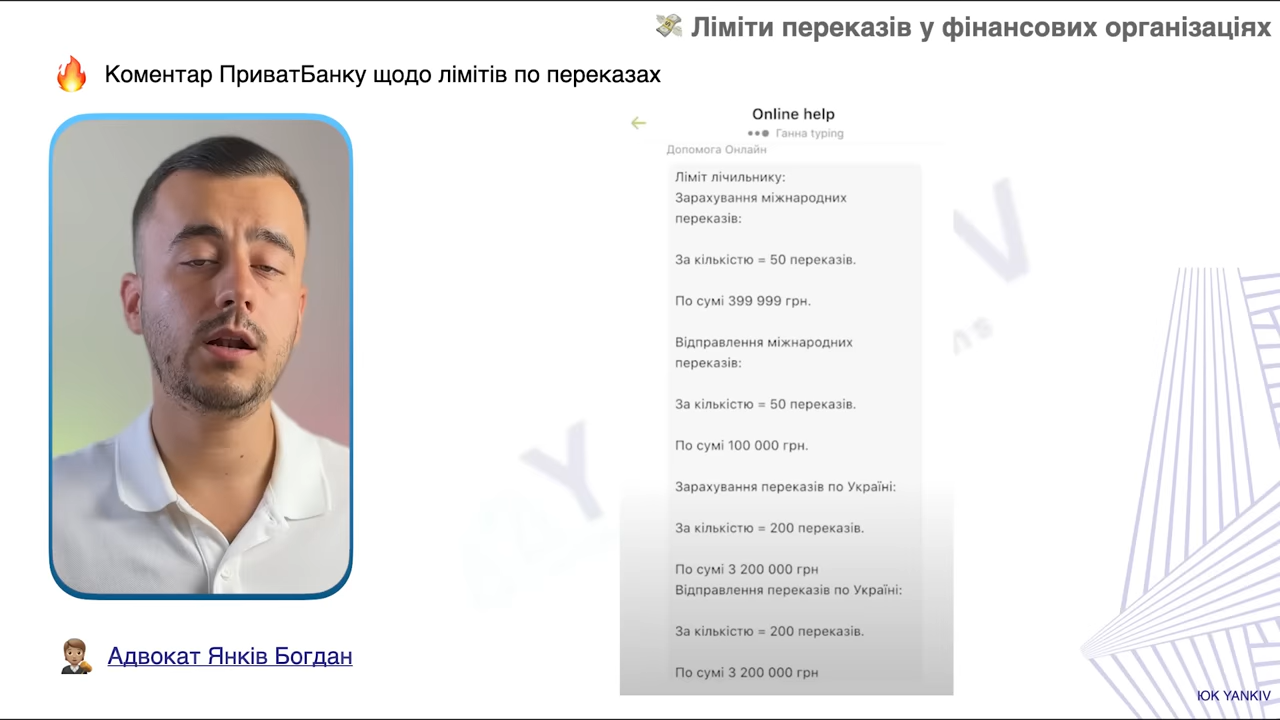 Ліміти переказів у фінансових організаціях
Коментар ПриватБанку щодо лімітів по переказах
Online help
Ганна typing
Допомога Онлайн
Ліміт лічильнику:
Зарахування міжнародних
переказів:
За кількістю = 50 переказів.
По сумі 399 999 грн.
Відправлення міжнародних
переказів:
За кількістю = 50 переказів.
По сумі 100 000 грн.
Зарахування переказів по Україні:
За кількістю = 200 переказів.
По сумі 3 200 000 грн
Відправлення переказів по Україні:
За кількістю = 200 переказів.
По сумі 3 200 000 грн
Адвокат Янків Богдан
ЮК YANKIV